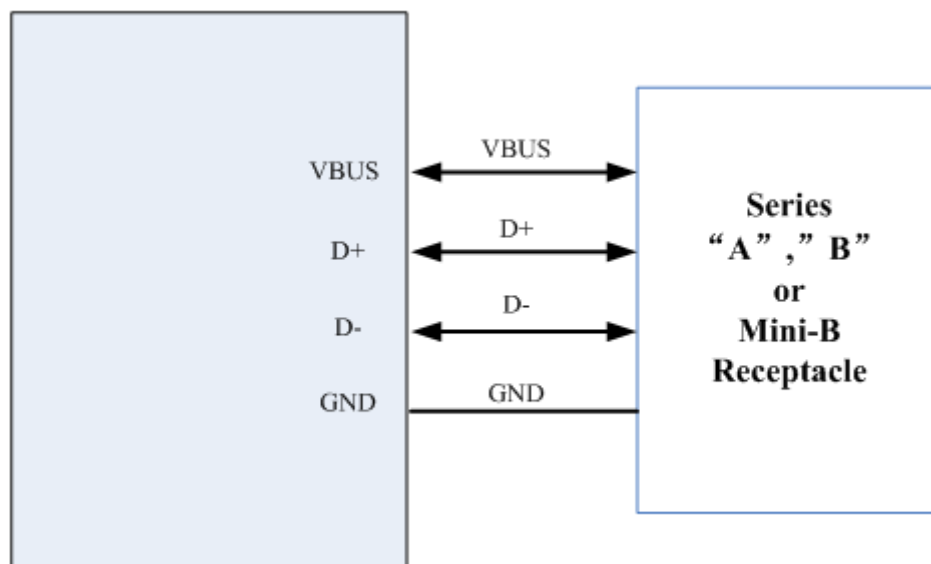 VBUS
VBUS
D+
D+
D-
D-
GND
GND
Series
“A” ,” B”
or
Mini-B
Receptacle